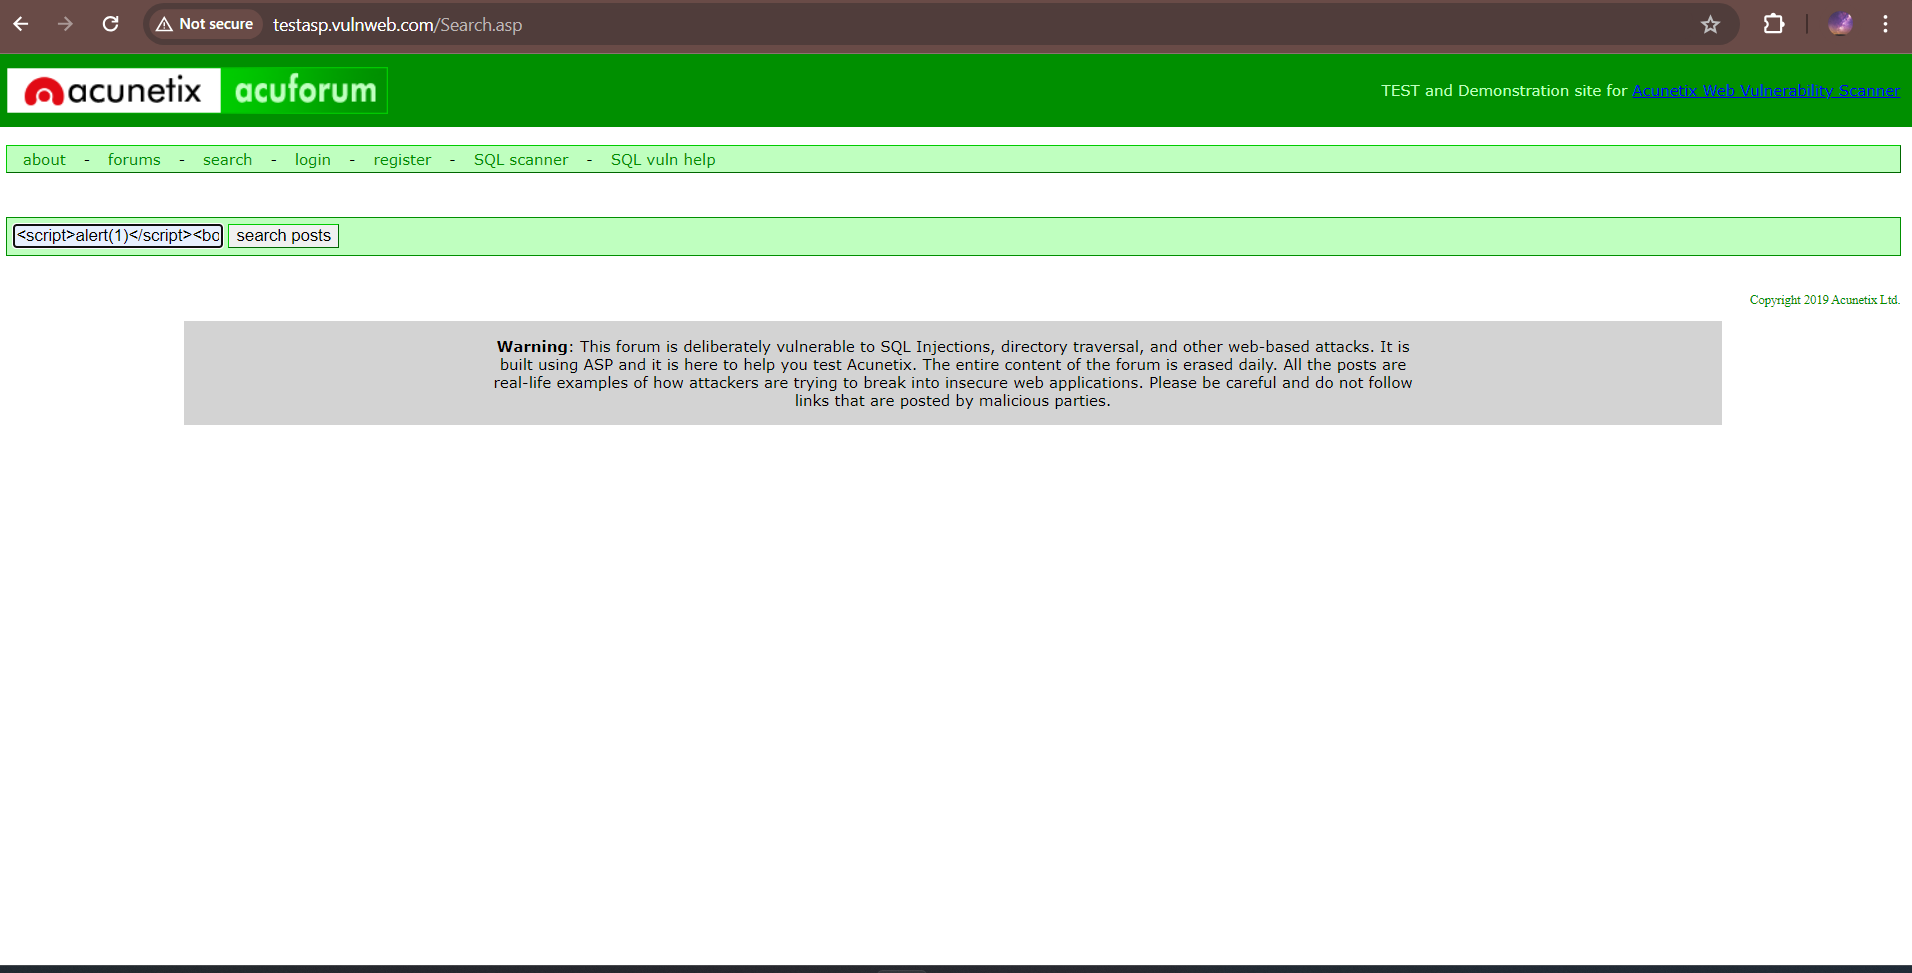 Not secure testasp.vulnweb.com/Search.asp
acunetix acuforum
TEST and Demonstration site for Acunetix Web Vulnerability Scanner
about - forums - search - login - register - SQL scanner - SQL vuln help
<script>alert(1)</script><bo search posts
Copyright 2019 Acunetix Ltd.
Warning: This forum is deliberately vulnerable to SQL Injections, directory traversal, and other web-based attacks. It is
built using ASP and it is here to help you test Acunetix. The entire content of the forum is erased daily. All the posts are
real-life examples of how attackers are trying to break into insecure web applications. Please be careful and do not follow
links that are posted by malicious parties.